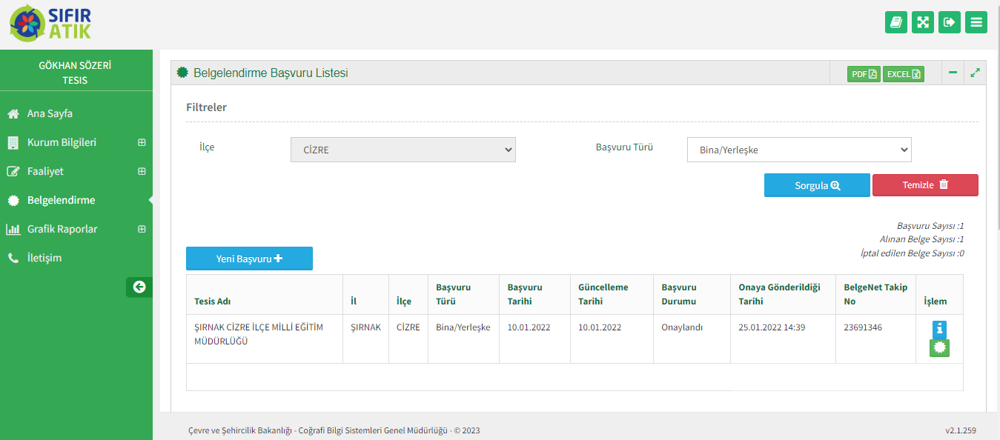 SIFIR
ATIK
GÖKHAN SÖZERİ
TESIS
Ana Sayfa
Kurum Bilgileri
Faaliyet
Belgelendirme
Grafik Raporlar
İletişim
Belgelendirme Başvuru Listesi
PDF
EXCEL
Filtreler
İlçe
CİZRE
Başvuru Türü
Bina/Yerleşke
Sorgula
Temizle
Başvuru Sayısı :1
Alınan Belge Sayısı :1
İptal edilen Belge Sayısı :0
Yeni Başvuru
Tesis Adı İl İlçe Başvuru Türü Başvuru Tarihi Güncelleme Tarihi Başvuru Durumu Onaya Gönderildiği Tarihi BelgeNet Takip No İşlem
ŞIRNAK CİZRE İLÇE MİLLİ EĞİTİM ŞIRNAK CİZRE Bina/Yerleşke 10.01.2022 10.01.2022 Onaylandı 25.01.2022 14:39 23691346
MÜDÜRLÜĞÜ
Çevre ve Şehircilik Bakanlığı - Coğrafi Bilgi Sistemleri Genel Müdürlüğü - © 2023
v2.1.259